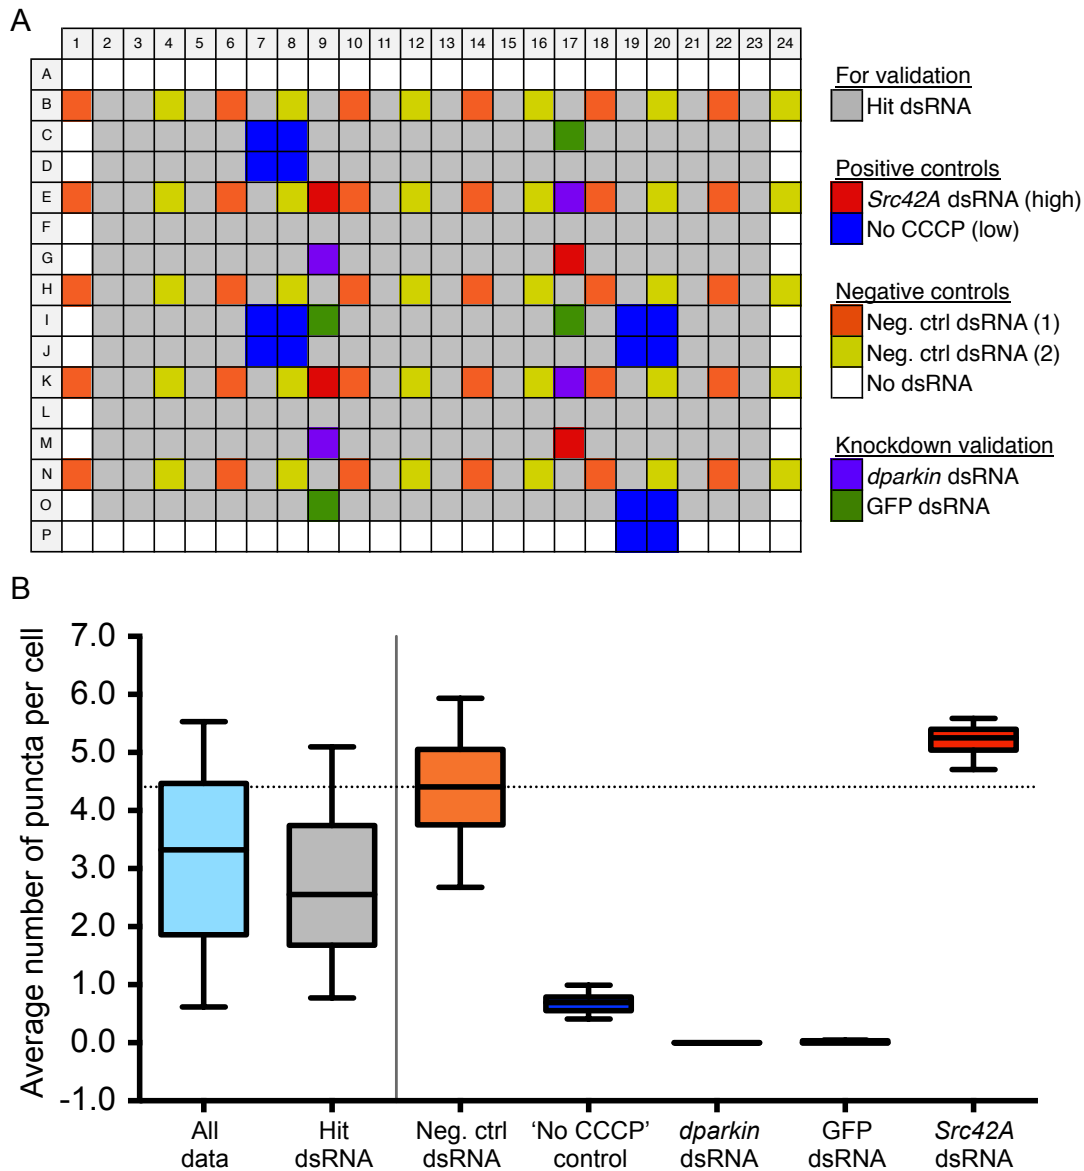 A
1 2 3 4 5 6 7 8 9 10 11 12 13 14 15 16 17 18 19 20 21 22 23 24
A
B
C
D
E
F
G
H
I
J
K
L
M
N
O
P
For validation
Hit dsRNA
Positive controls
Src42A dsRNA (high)
No CCCP (low)
Negative controls
Neg. ctrl dsRNA (1)
Neg. ctrl dsRNA (2)
No dsRNA
Knockdown validation
dparkin dsRNA
GFP dsRNA
B
Average number of puncta per cell
7.0
6.0
5.0
4.0
3.0
2.0
1.0
0.0
-1.0
All data
Hit dsRNA
Neg. ctrl dsRNA
‘No CCCP’ control
dparkin dsRNA
GFP dsRNA
Src42A dsRNA